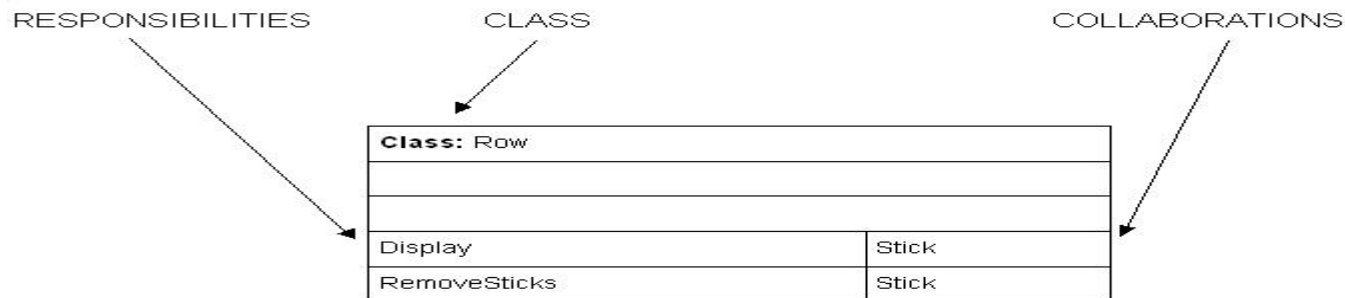 RESPONSIBILITIES CLASS COLLABORATIONS
Class: Row
Display Stick
RemoveSticks Stick